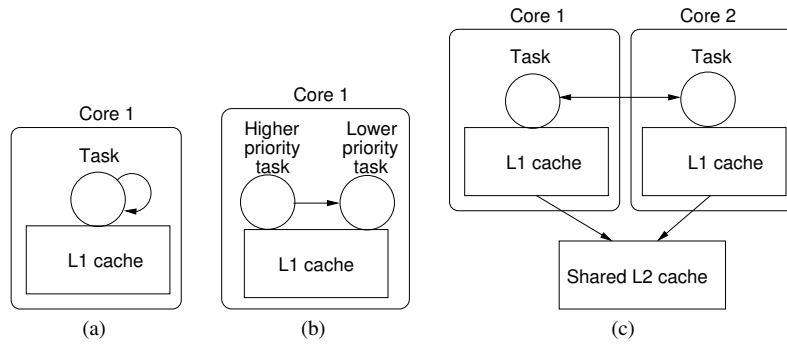 Core 1
Task
L1 cache
(a)
Core 1
Higher
priority
task
Lower
priority
task
L1 cache
(b)
Core 1
Core 2
Task
Task
L1 cache
L1 cache
Shared L2 cache
(c)